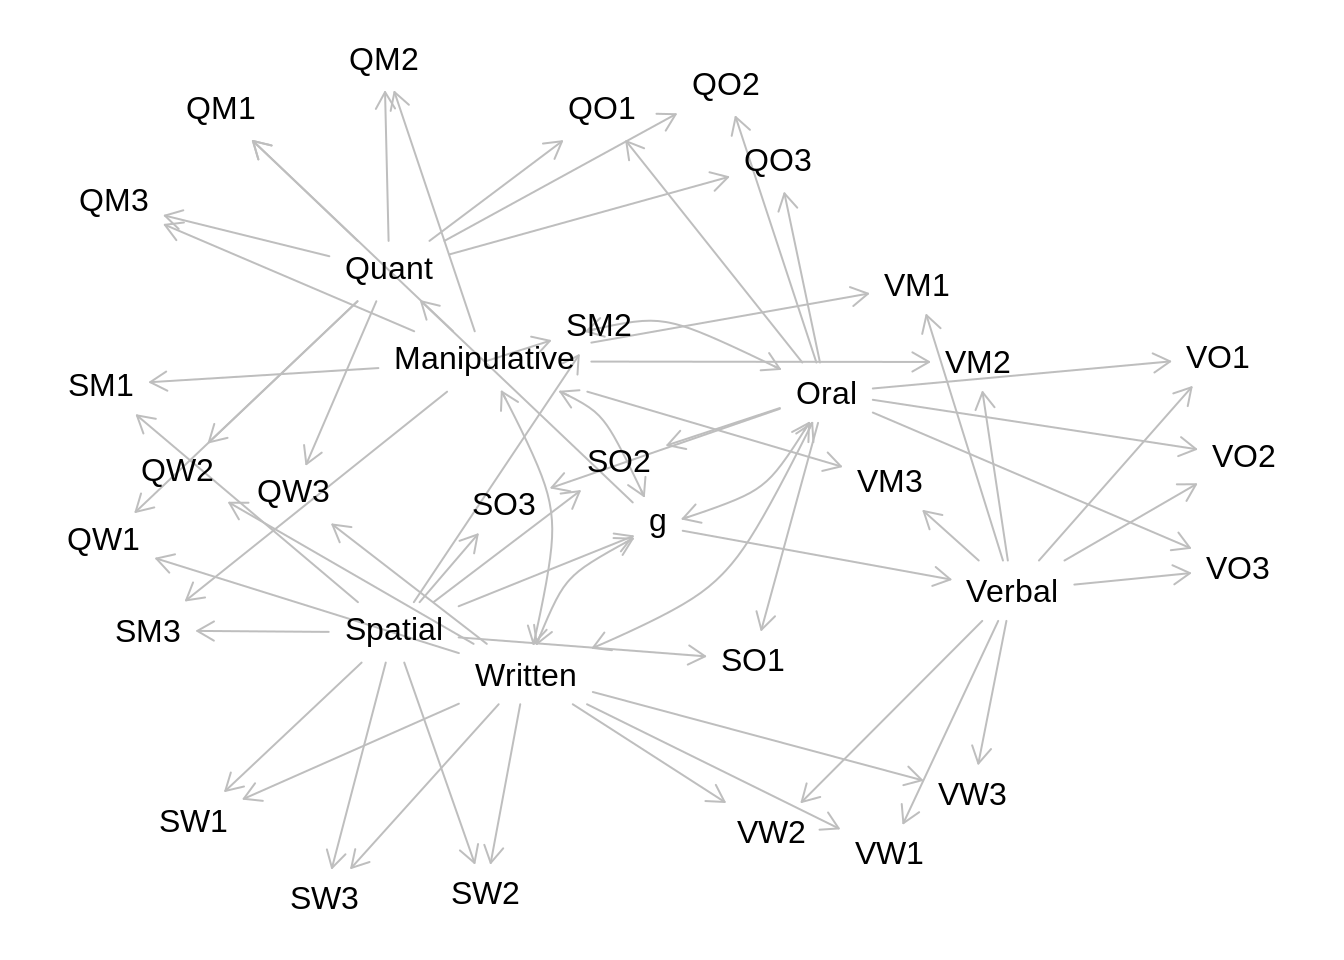 QM2
QO2
QM1
QO1
QO3
QM3
Quant
VM1
SM2
Manipulative
VO1
VM2
SM1
Oral
VO2
SO2
QW2
VM3
QW3
SO3
g
QW1
VO3
Verbal
SM3
Spatial
SO1
Written
VW3
SW1
VW2
VW1
SW2
SW3